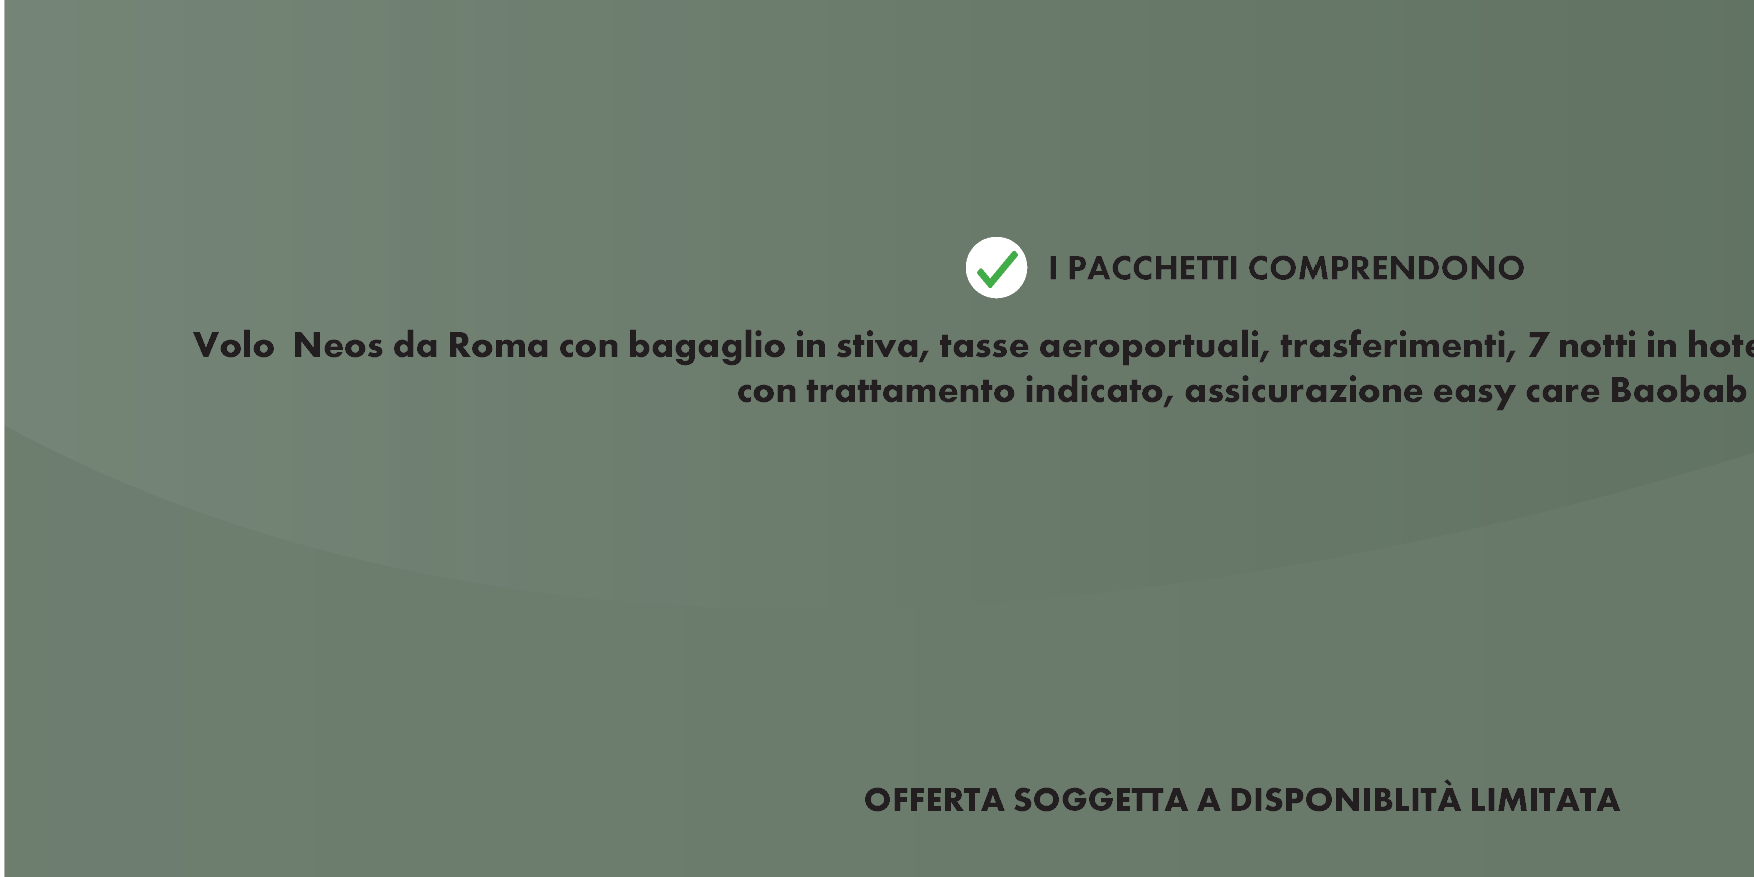 I PACCHETTI COMPRENDONO
Volo Neos da Roma con bagaglio in stiva, tasse aeroportuali, trasferimenti, 7 notti in
con trattamento indicato, assicurazione easy care Baobab
OFFERTA SOGGETTA A DISPONIBLITÀ LIMITATA